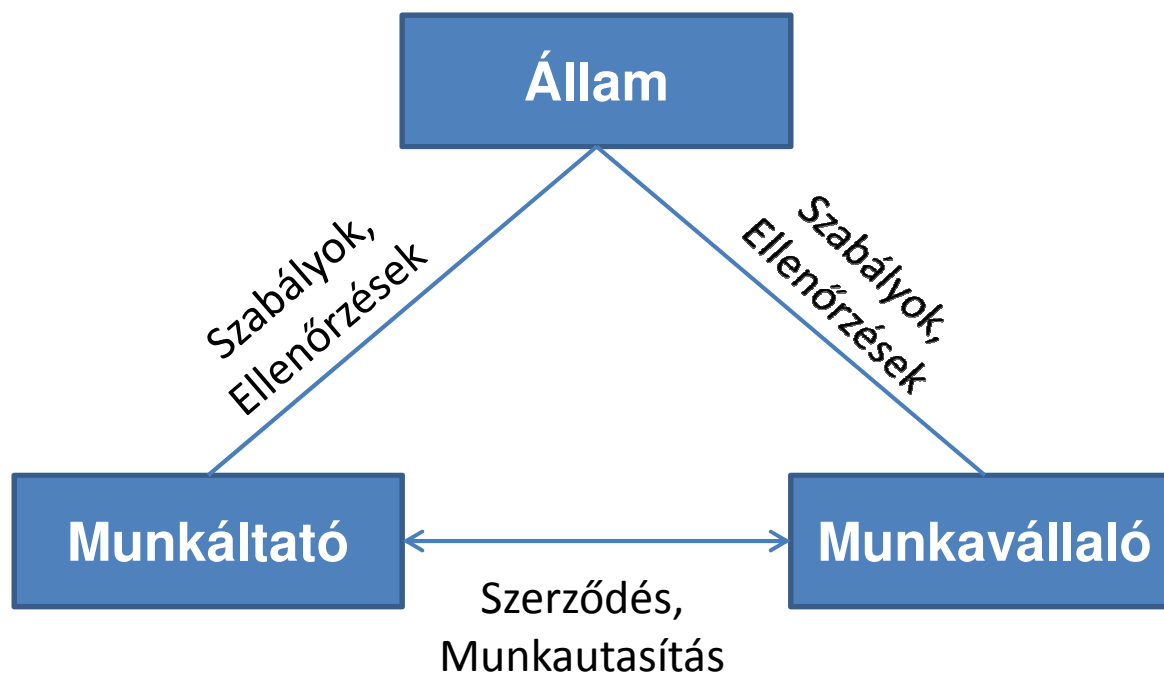 Állam
Szabályok,
Ellenőrzések
Szabályok,
Ellenőrzések
Munkáltató
Munkavállaló
Szerződés,
Munkautasítás